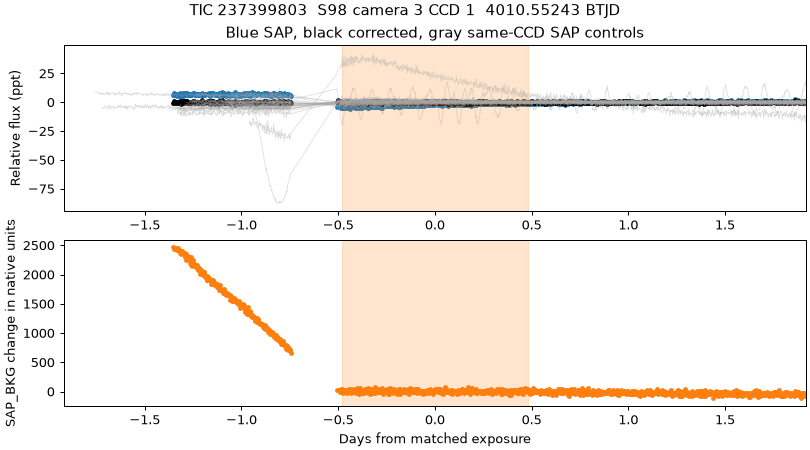 TIC 237399803  S98 camera 3 CCD 1  4010.55243 BTJD
Blue SAP, black corrected, gray same-CCD SAP controls
Relative flux (ppt)
25
0
−25
−50
−75
−1.5 −1.0 −0.5 0.0 0.5 1.0 1.5
SAP_BKG change in native units
2500
2000
1500
1000
500
0
−1.5 −1.0 −0.5 0.0 0.5 1.0 1.5
Days from matched exposure